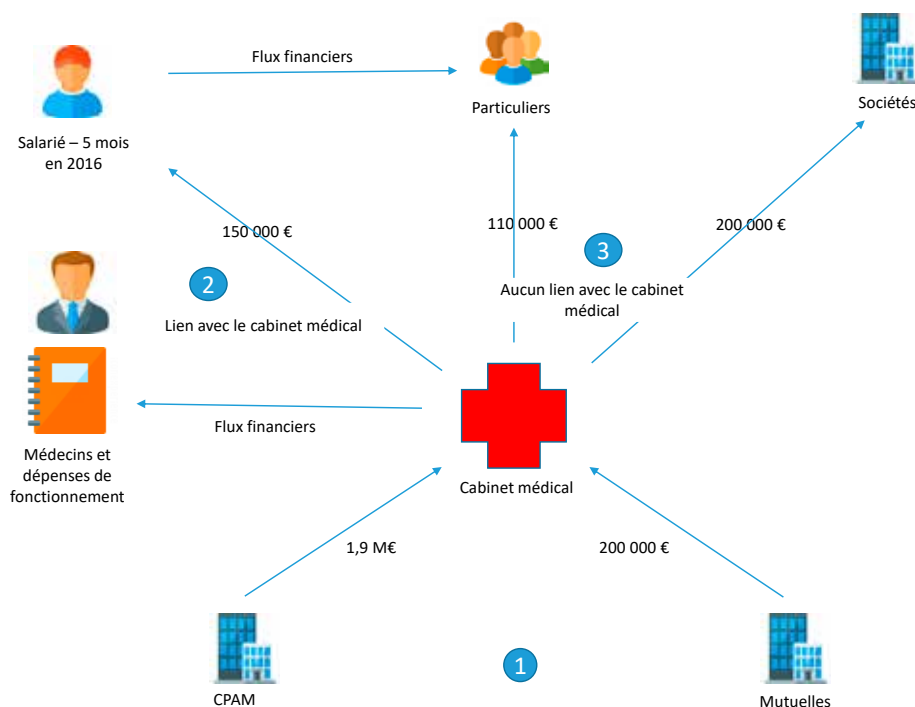 Flux financiers
Particuliers
Sociétés
Salarié – 5 mois
en 2016
150 000 €
110 000 €
200 000 €
3
2
Aucun lien avec le cabinet
médical
Lien avec le cabinet médical
Flux financiers
Médecins et
dépenses de
fonctionnement
Cabinet médical
1,9 M€
200 000 €
1
CPAM
Mutuelles